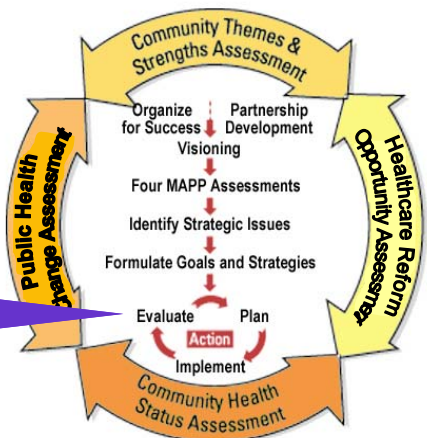 Community Themes &
Strengths Assessment
Organize
for Success
Partnership
Development
Visioning
Four MAPP Assessments
Identify Strategic Issues
Formulate Goals and Strategies
Evaluate
Plan
Action
Implement
Public Health
Change Assessment
Healthcare Reform
Opportunity Assessment
Community Health
Status Assessment